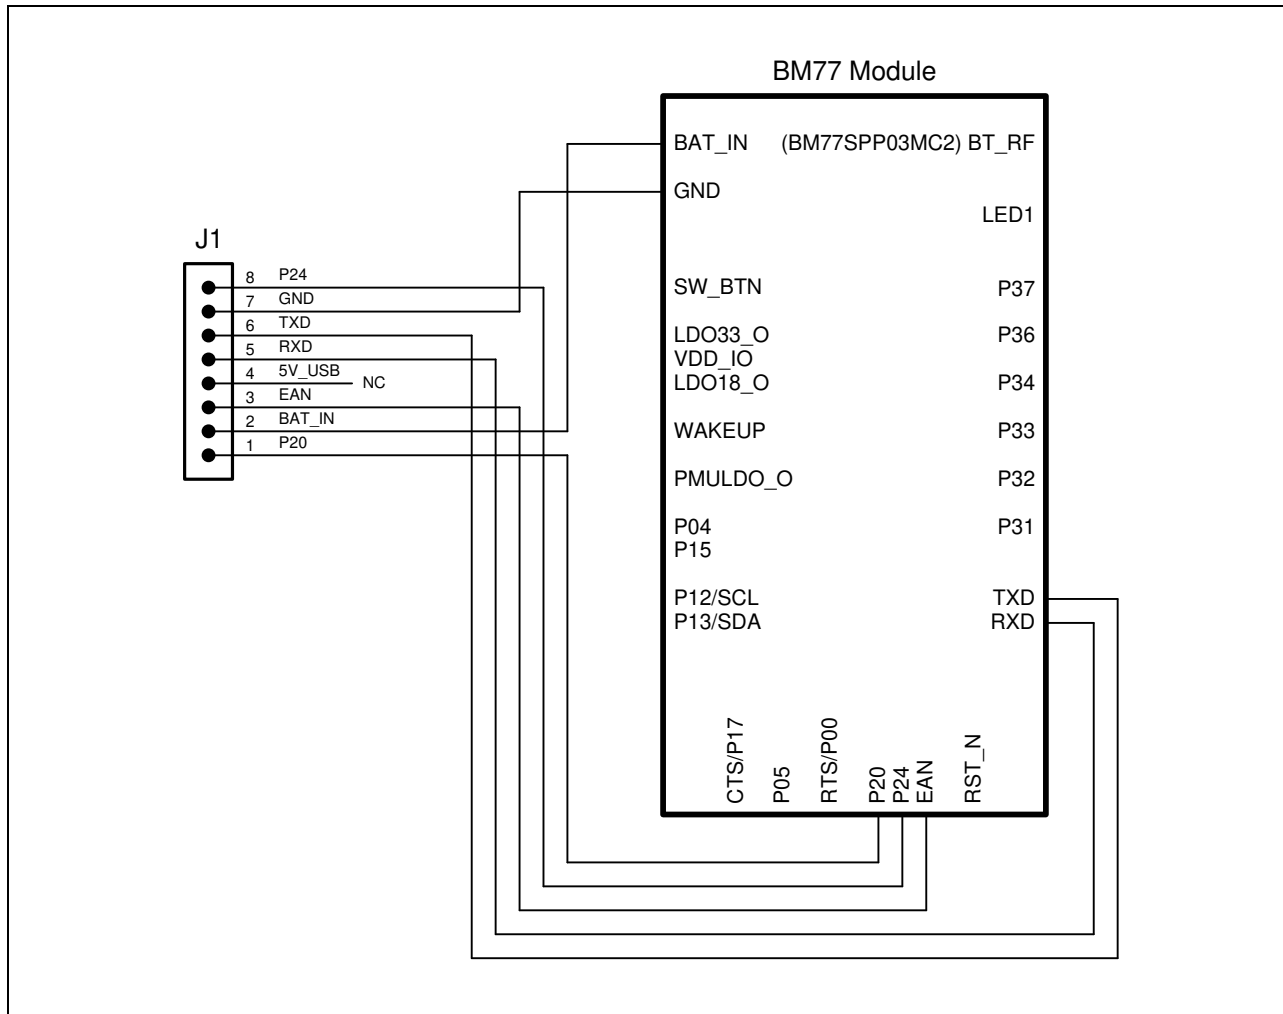 BM77 Module
BAT_IN (BM77SPP03MC2) BT_RF
GND
LED1
J1
8 P24
7 GND
6 TXD
5 RXD
4 5V_USB NC
3 EAN
2 BAT_IN
1 P20
SW_BTN P37
LDO33_O P36
VDD_IO
LDO18_O P34
WAKEUP P33
PMULDO_O P32
P04 P31
P15
P12/SCL TXD
P13/SDA RXD
CTS/P17
P05
RTS/P00
P20
P24
EAN
RST_N